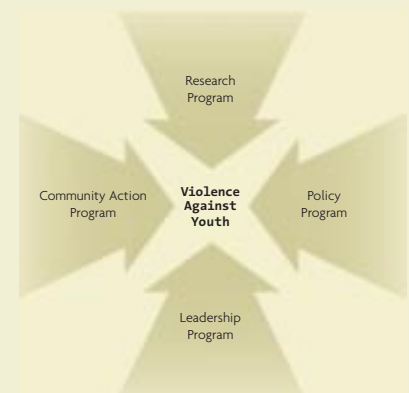 Research
Program
Community Action
Program
Violence
Against
Youth
Policy
Program
Leadership
Program